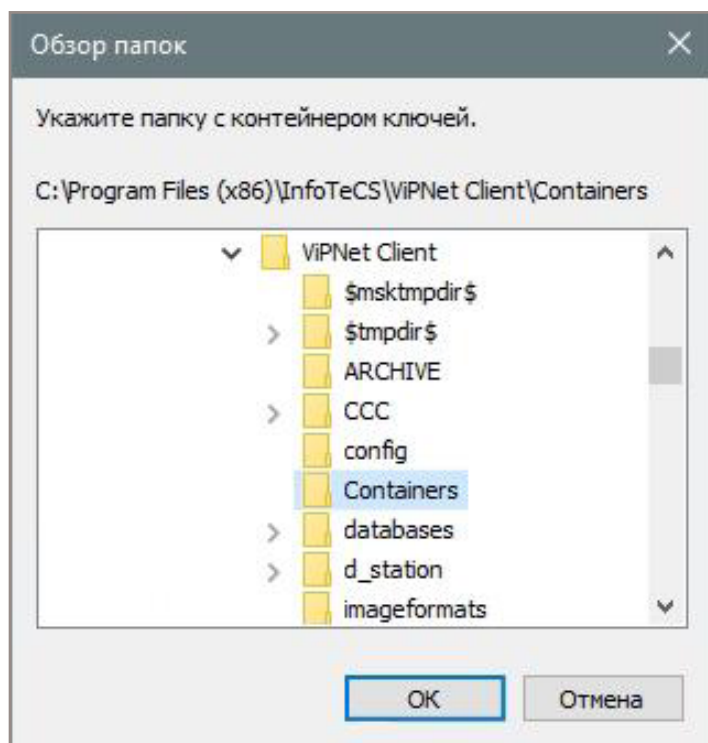 Обзор папок
Укажите папку с контейнером ключей.
C:\Program Files (x86)\InfoTeCS\ViPNet Client\Containers
ViPNet Client
$msktmpdir$
$tmpdir$
ARCHIVE
CCC
config
Containers
databases
d_station
imageformats
OK
Отмена